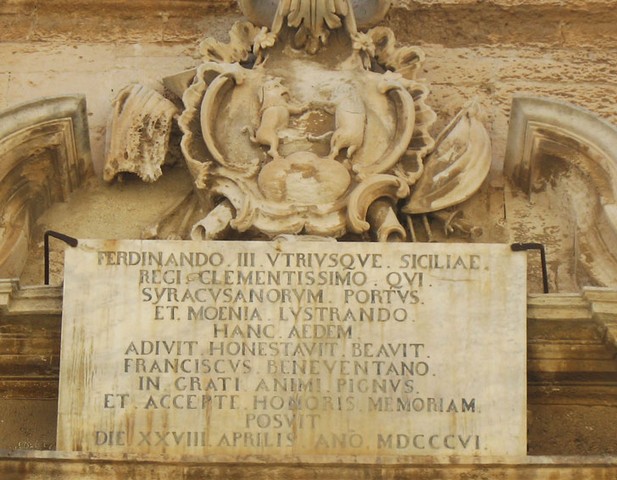 FERDINANDO. III. VTRIVSQVE. SICILIAE.
REGI. CLEMENTISSIMO. QVI.
SYRACVSANORVM. PORTVS.
ET. MOENIA. LVSTRANDO.
HANC. AEDEM.
ADIVIT. HONESTAVIT. BEAVIT.
FRANCISCVS. BENEVENTANO.
IN. GRATI. ANIMI. PIGNVS.
ET. ACCEPTE. HONORIS. MEMORIAM.
POSVIT.
DIE. XXVIII. APRILIS. ANO. MDCCCVI.